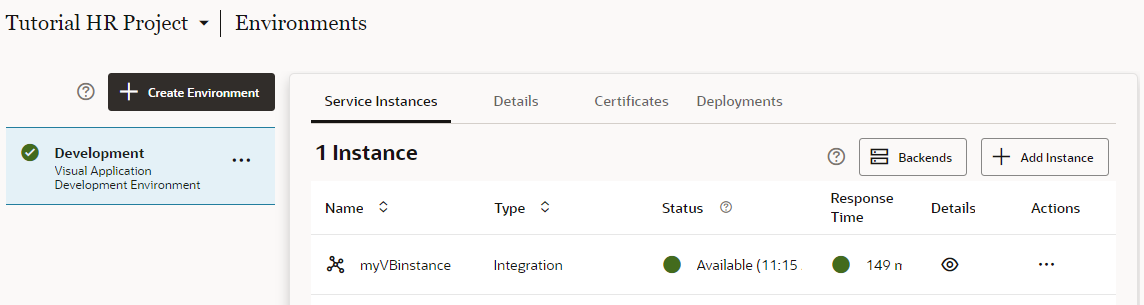 Tutorial HR Project Environments
Create Environment
Development
Visual Application
Development Environment
Service Instances Details Certificates Deployments
1 Instance
Backends
Add Instance
Name Type Status Response Time Details Actions
myVBinstance Integration Available (11:15 149 m